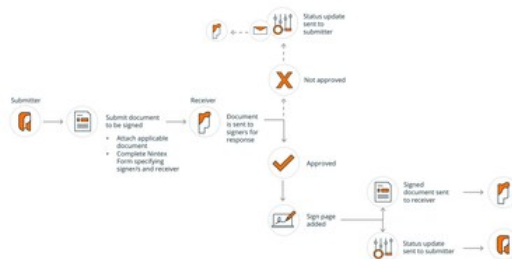 Status update
sent to
submitter
Not approved
Submitter
Submit document
to be signed
• Attach applicable
document
• Complete Nintex
Form specifying
signer/s and receiver
Receiver
Document
is sent to
signers for
response
Approved
Sign page
added
Signed
document sent
to receiver
Status update
sent to submitter